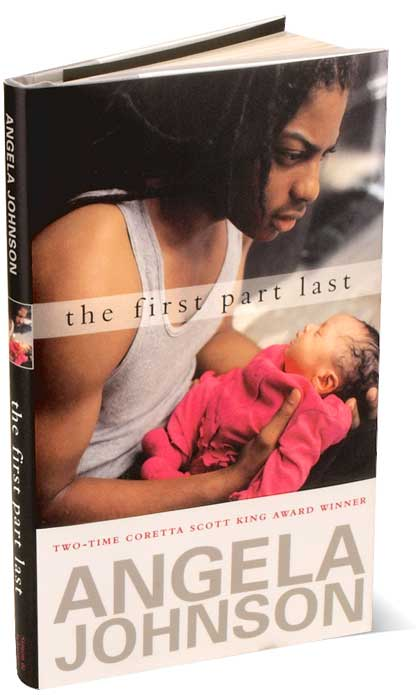 the first part last
TWO-TIME CORETTA SCOTT KING AWARD WINNER
ANGELA
JOHNSON
ANGELA JOHNSON
the first part last